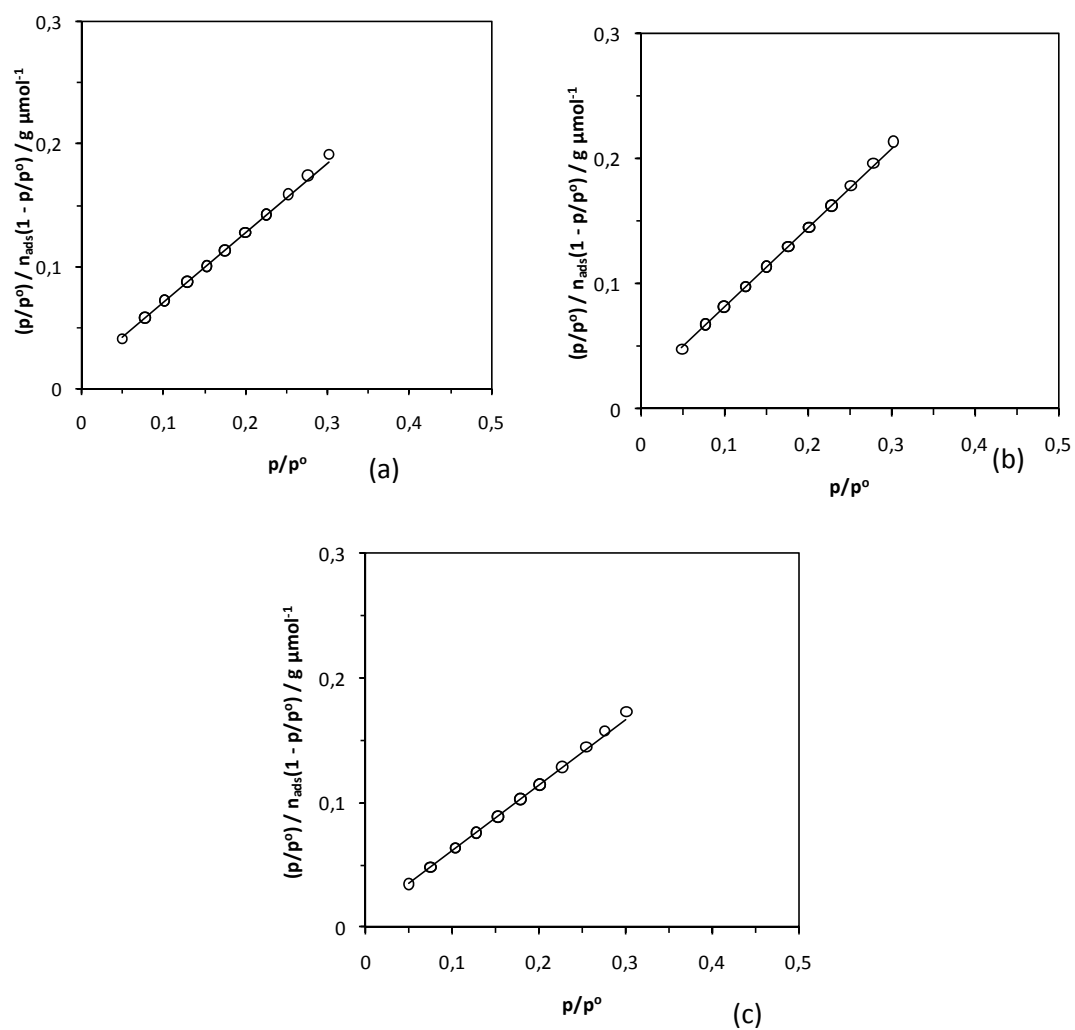 (p/pº) / nads(1 - p/pº) / g µmol-1
0,3
0,2
0,1
0
0 0,1 0,2 0,3 0,4 0,5
p/pº
(a)
(p/pº) / nads(1 - p/pº) / g µmol-1
0,3
0,2
0,1
0
0 0,1 0,2 0,3 0,4 0,5
p/pº
(b)
(p/pº) / nads(1 - p/pº) / g µmol-1
0,3
0,2
0,1
0
0 0,1 0,2 0,3 0,4 0,5
p/pº
(c)